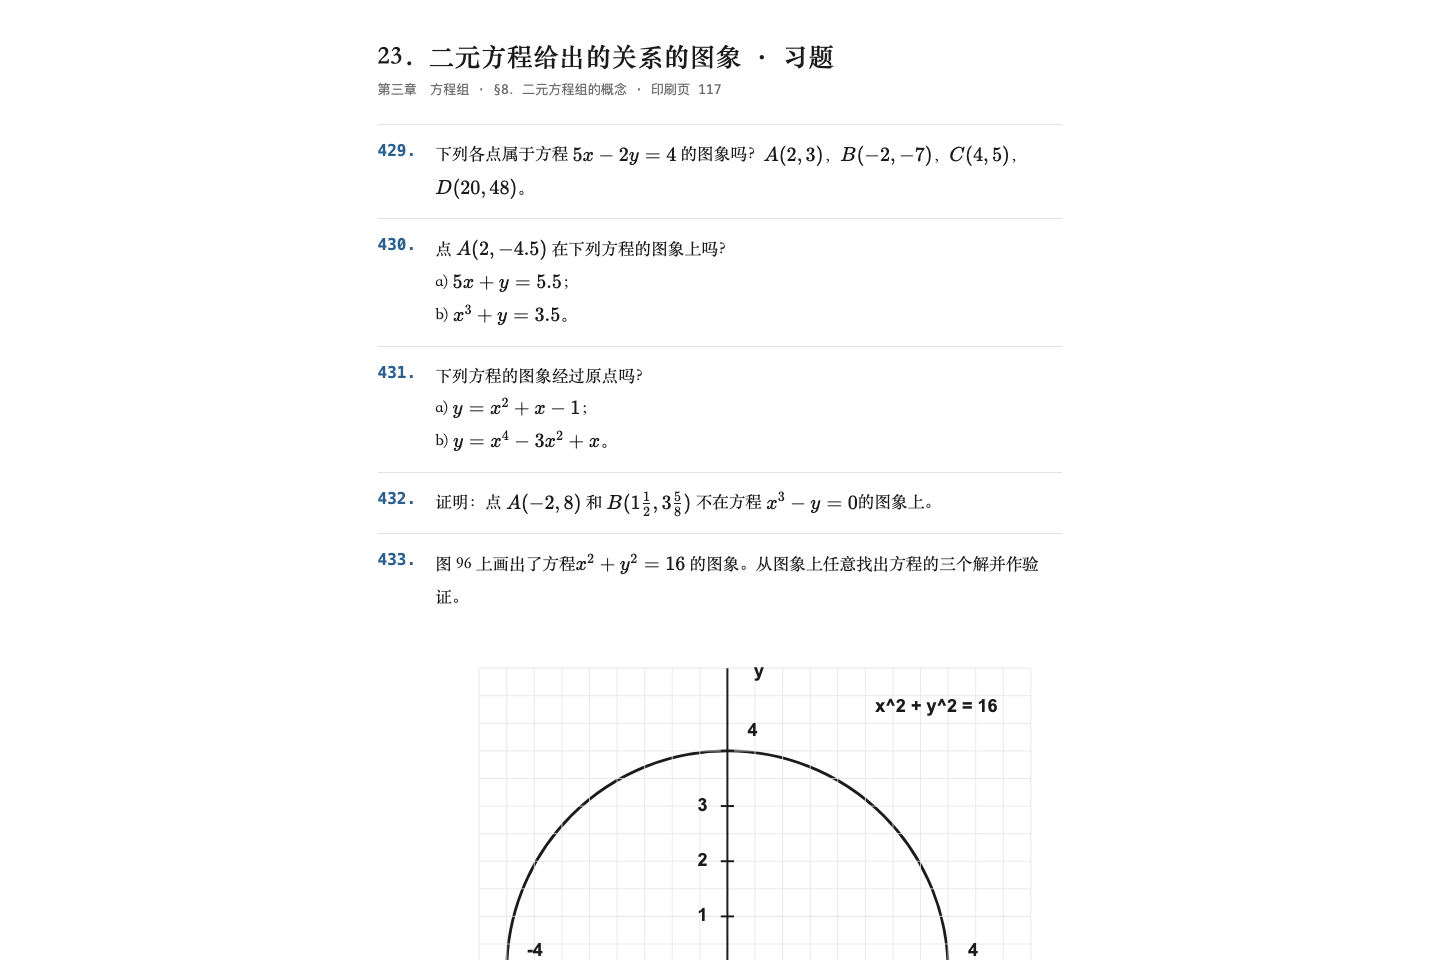 23. 二元方程给出的关系的图象 · 习题
第三章 方程组 · §8. 二元方程组的概念 · 印刷页 117
429. 下列各点属于方程 5x − 2y = 4 的图象吗? A(2, 3), B(−2, −7), C(4, 5),
D(20, 48)。
430. 点 A(2, −4.5) 在下列方程的图象上吗?
a) 5x + y = 5.5;
b) x³ + y = 3.5。
431. 下列方程的图象经过原点吗?
a) y = x² + x − 1;
b) y = x⁴ − 3x² + x。
432. 证明: 点 A(−2, 8) 和 B(1½, 3⅝) 不在方程 x³ − y = 0的图象上。
433. 图 96 上画出了方程x² + y² = 16 的图象。从图象上任意找出方程的三个解并作验
证。
y
x^2 + y^2 = 16
4
3
2
1
-4 4